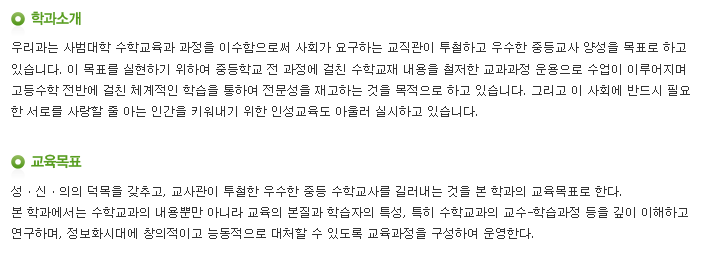 학과소개
우리과는 사범대학 수학교육과 과정을 이수함으로써 사회가 요구하는 교직관이 투철하고 우수한 중등교사 양성을 목표로 하고
있습니다. 이 목표를 실현하기 위하여 중등학교 전 과정에 걸친 수학교재 내용을 철저한 교과과정 운용으로 수업이 이루어지며
고등수학 전반에 걸친 체계적인 학습을 통하여 전문성을 재고하는 것을 목적으로 하고 있습니다. 그리고 이 사회에 반드시 필요
한 서로를 사랑할 줄 아는 인간을 키워내기 위한 인성교육도 아울러 실시하고 있습니다.
교육목표
성ㆍ신ㆍ의의 덕목을 갖추고, 교사관이 투철한 우수한 중등 수학교사를 길러내는 것을 본 학과의 교육목표로 한다.
본 학과에서는 수학교과의 내용뿐만 아니라 교육의 본질과 학습자의 특성, 특히 수학교과의 교수-학습과정 등을 깊이 이해하고
연구하며, 정보화시대에 창의적이고 능동적으로 대처할 수 있도록 교육과정을 구성하여 운영한다.